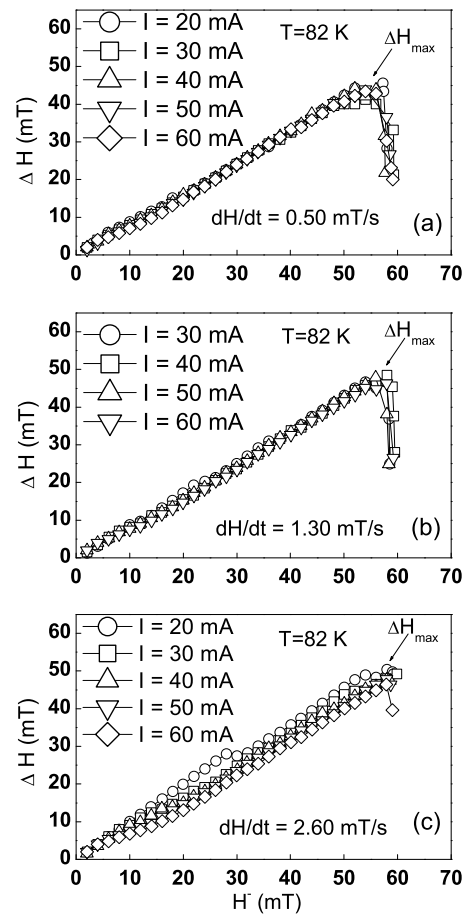 60
50
40
30
20
10
0
Δ H (mT)
I = 20 mA
I = 30 mA
I = 40 mA
I = 50 mA
I = 60 mA
T=82 K
ΔHmax
dH/dt = 0.50 mT/s
(a)
0 10 20 30 40 50 60 70
60
50
40
30
20
10
0
Δ H (mT)
I = 30 mA
I = 40 mA
I = 50 mA
I = 60 mA
T=82 K
ΔHmax
dH/dt = 1.30 mT/s
(b)
0 10 20 30 40 50 60 70
60
50
40
30
20
10
0
Δ H (mT)
I = 20 mA
I = 30 mA
I = 40 mA
I = 50 mA
I = 60 mA
T=82 K
ΔHmax
dH/dt = 2.60 mT/s
(c)
0 10 20 30 40 50 60 70
H⁻ (mT)